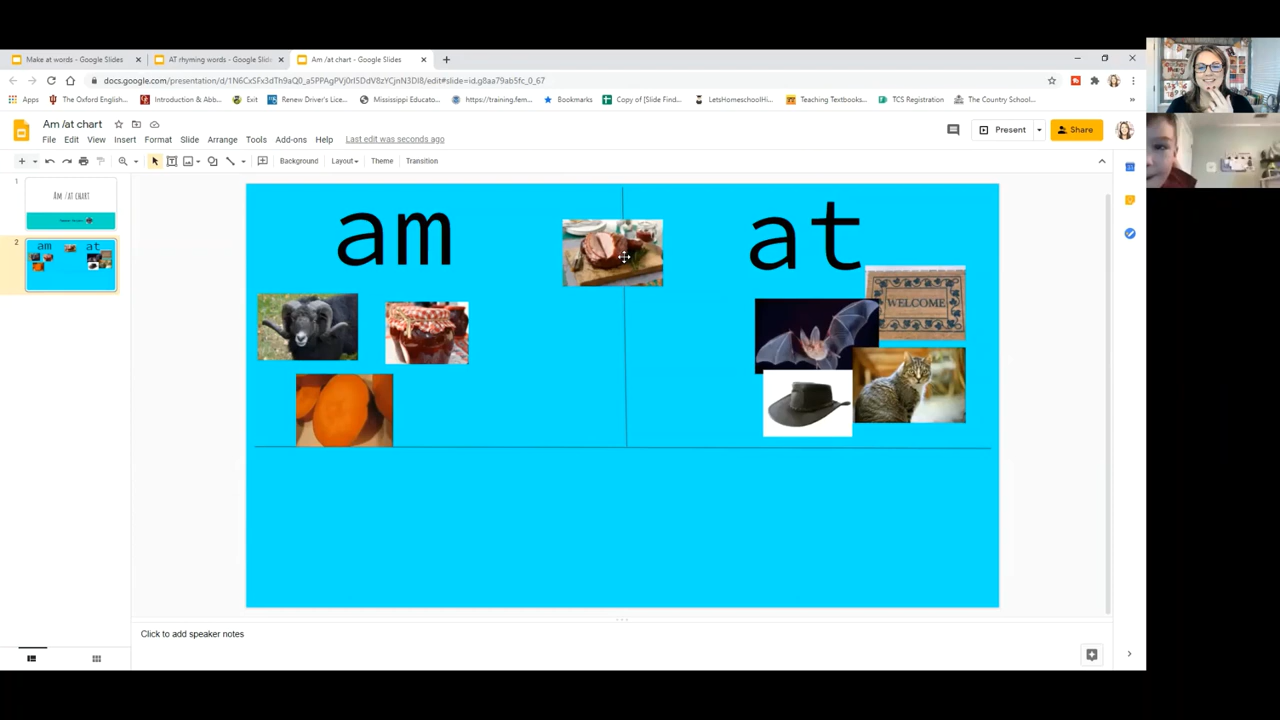 Make at words - Google Slides
AT rhyming words - Google Slide
Am /at chart - Google Slides
docs.google.com/presentation/d/1N6CxSFx3dTh9aQ0_a5PPAgPVj0rI5DdV8zYCjnN3DI8/edit#slide=id.g8aa79ab5fc_0_67
Apps
The Oxford English...
Introduction & Abb...
Exit
Renew Driver's Lice...
Mississippi Educato...
https://training.fem...
Bookmarks
Copy of [Slide Find...
LetsHomeschoolHi...
Teaching Textbooks...
TCS Registration
The Country School...
Am /at chart
File Edit View Insert Format Slide Arrange Tools Add-ons Help Last edit was seconds ago
Present
Share
Background Layout Theme Transition
1
Am /at chart
2
am
at
am
at
WELCOME
Click to add speaker notes